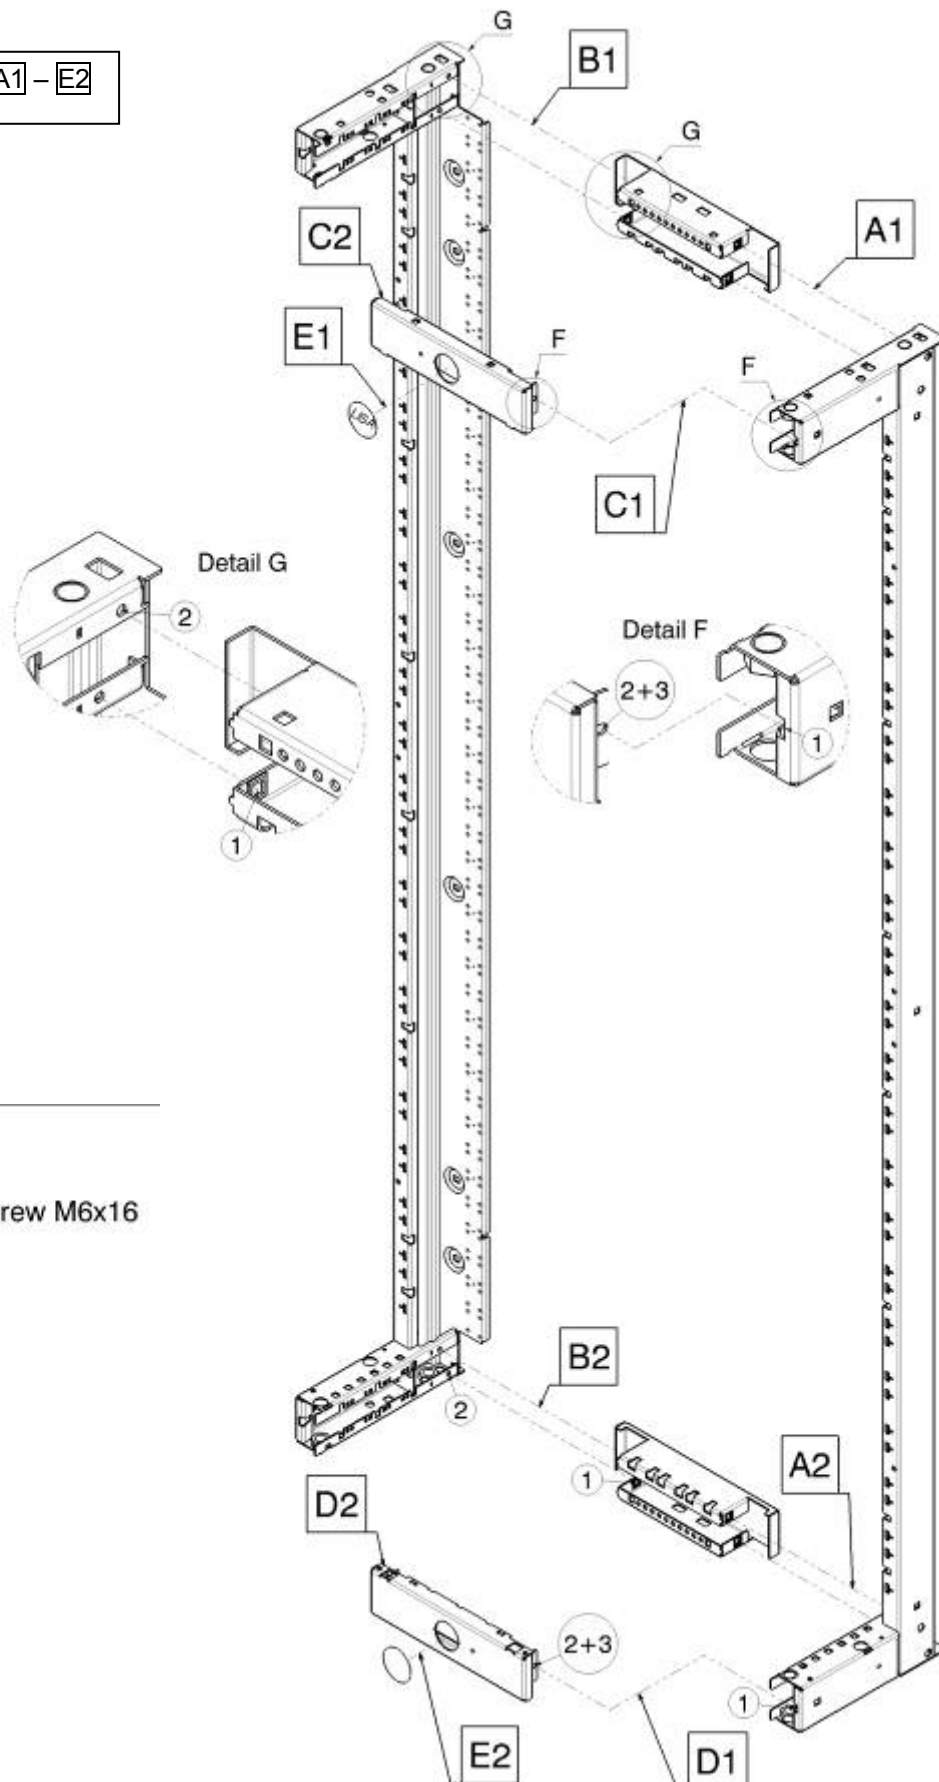 G
B1
A1 – E2
G
C2
A1
E1
F
F
USA
C1
Detail G
2
Detail F
2+3
1
1
rew M6x16
B2
2
A2
1
D2
2+3
1
E2
D1